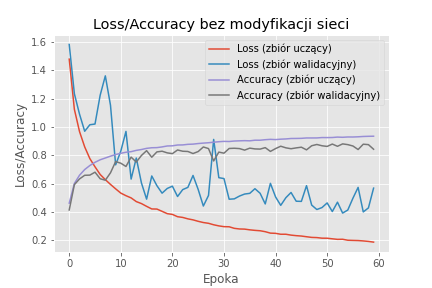 Loss/Accuracy bez modyfikacji sieci
Loss (zbiór uczący)
Loss (zbiór walidacyjny)
Accuracy (zbiór uczący)
Accuracy (zbiór walidacyjny)
Loss/Accuracy
1.6
1.4
1.2
1.0
0.8
0.6
0.4
0.2
0 10 20 30 40 50 60
Epoka